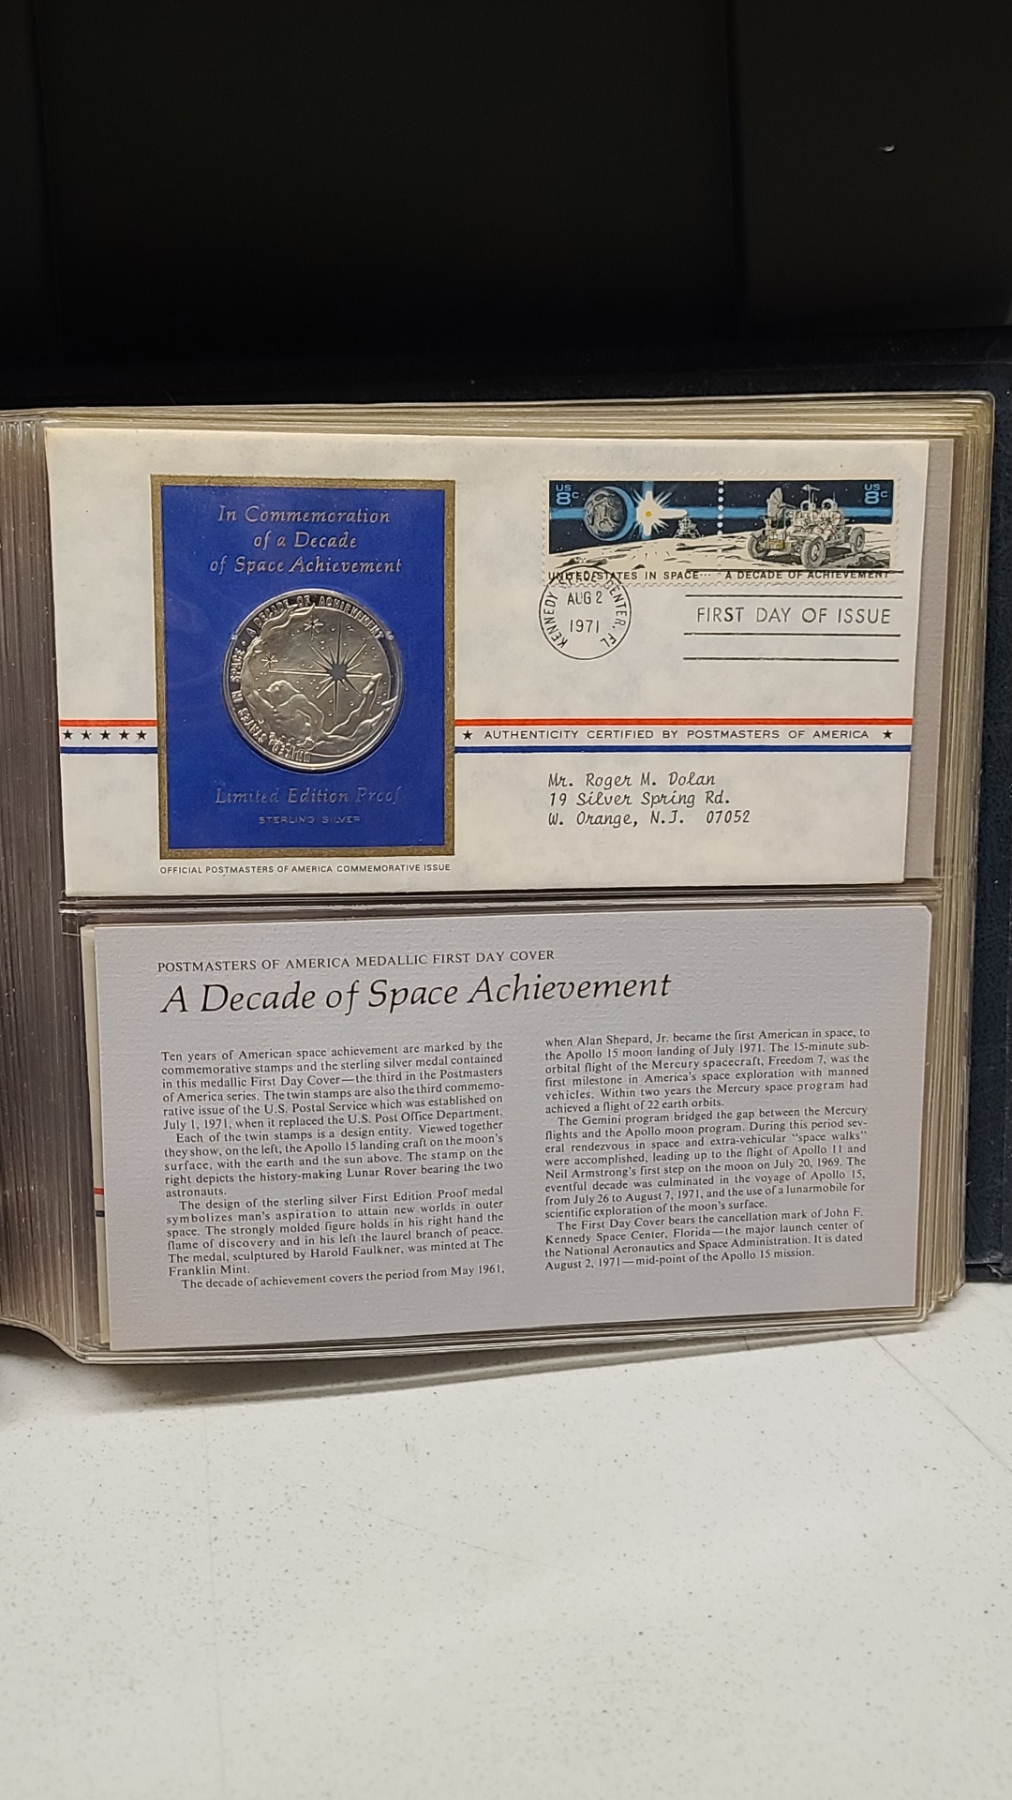 In Commemoration
of a Decade
of Space Achievement
UNITED STATES IN SPACE • A DECADE OF ACHIEVEMENT
Limited Edition Proof
STERLING SILVER
OFFICIAL POSTMASTERS OF AMERICA COMMEMORATIVE ISSUE
US
8c
US
8c
UNITED STATES IN SPACE... A DECADE OF ACHIEVEMENT
KENNEDY SPACE CENTER, FL
AUG 2
1971
FIRST DAY OF ISSUE
★ ★ ★ ★ ★
★ AUTHENTICITY CERTIFIED BY POSTMASTERS OF AMERICA ★
Mr. Roger M. Dolan
19 Silver Spring Rd.
W. Orange, N.J. 07052
POSTMASTERS OF AMERICA MEDALLIC FIRST DAY COVER
A Decade of Space Achievement
Ten years of American space achievement are marked by the
commemorative stamps and the sterling silver medal contained
in this medallic First Day Cover—the third in the Postmasters
of America series. The twin stamps are also the third commemo-
rative issue of the U.S. Postal Service which was established on
July 1, 1971, when it replaced the U.S. Post Office Department.
Each of the twin stamps is a design entity. Viewed together
they show, on the left, the Apollo 15 landing craft on the moon's
surface, with the earth and the sun above. The stamp on the
right depicts the history-making Lunar Rover bearing the two
astronauts.
The design of the sterling silver First Edition Proof medal
symbolizes man's aspiration to attain new worlds in outer
space. The strongly molded figure holds in his right hand the
flame of discovery and in his left the laurel branch of peace.
The medal, sculptured by Harold Faulkner, was minted at The
Franklin Mint.
The decade of achievement covers the period from May 1961,
when Alan Shepard, Jr. became the first American in space, to
the Apollo 15 moon landing of July 1971. The 15-minute sub-
orbital flight of the Mercury spacecraft, Freedom 7, was the
first milestone in America's space exploration with manned
vehicles. Within two years the Mercury space program had
achieved a flight of 22 earth orbits.
The Gemini program bridged the gap between the Mercury
flights and the Apollo moon program. During this period sev-
eral rendezvous in space and extra-vehicular "space walks"
were accomplished, leading up to the flight of Apollo 11 and
Neil Armstrong's first step on the moon on July 20, 1969. The
eventful decade was culminated in the voyage of Apollo 15,
from July 26 to August 7, 1971, and the use of a lunarmobile for
scientific exploration of the moon's surface.
The First Day Cover bears the cancellation mark of John F.
Kennedy Space Center, Florida—the major launch center of
the National Aeronautics and Space Administration. It is dated
August 2, 1971—mid-point of the Apollo 15 mission.